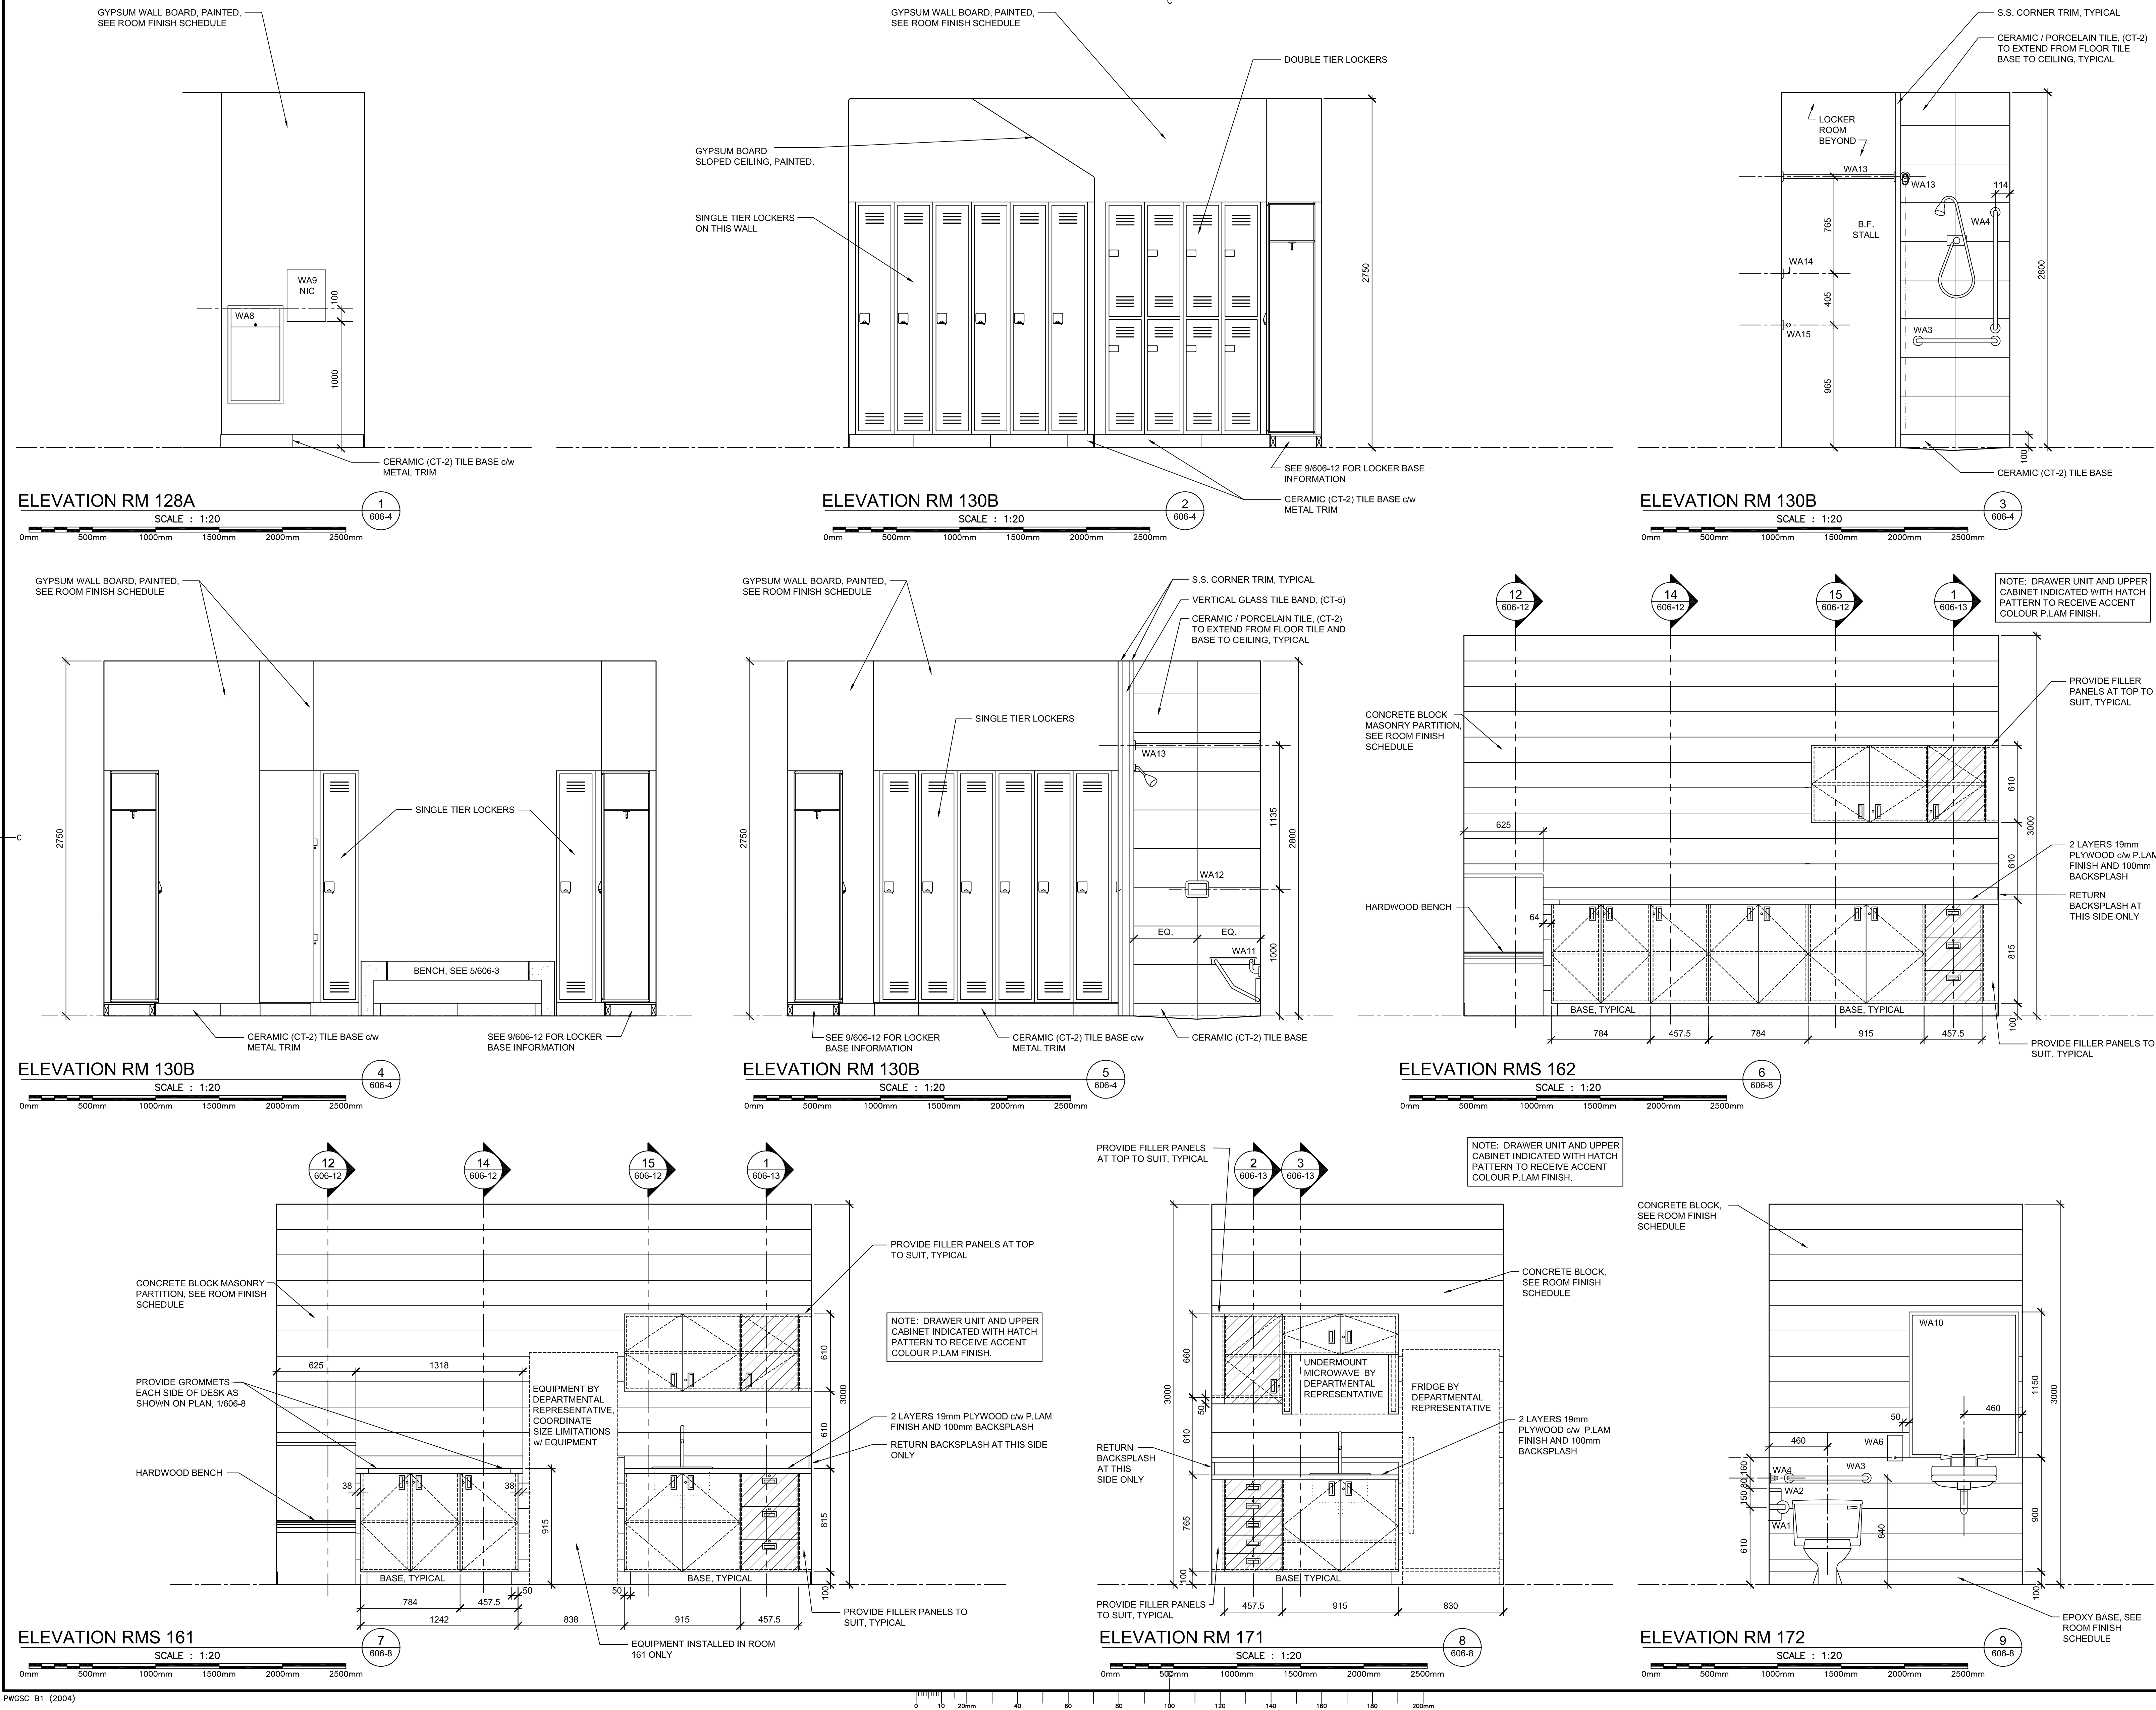 C
GYPSUM WALL BOARD, PAINTED,
SEE ROOM FINISH SCHEDULE
WA9
NIC
WA8
100
1000
CERAMIC (CT-2) TILE BASE c/w
METAL TRIM
ELEVATION RM 128A
SCALE : 1:20
1
606-4
0mm 500mm 1000mm 1500mm 2000mm 2500mm
GYPSUM WALL BOARD, PAINTED,
SEE ROOM FINISH SCHEDULE
DOUBLE TIER LOCKERS
GYPSUM BOARD
SLOPED CEILING, PAINTED.
SINGLE TIER LOCKERS
ON THIS WALL
2750
SEE 9/606-12 FOR LOCKER BASE
INFORMATION
CERAMIC (CT-2) TILE BASE c/w
METAL TRIM
ELEVATION RM 130B
SCALE : 1:20
2
606-4
0mm 500mm 1000mm 1500mm 2000mm 2500mm
S.S. CORNER TRIM, TYPICAL
CERAMIC / PORCELAIN TILE, (CT-2)
TO EXTEND FROM FLOOR TILE
BASE TO CEILING, TYPICAL
LOCKER
ROOM
BEYOND
WA13
WA13
114
WA4
765
B.F.
STALL
WA14
405
WA15
WA3
965
2800
100
CERAMIC (CT-2) TILE BASE
ELEVATION RM 130B
SCALE : 1:20
3
606-4
0mm 500mm 1000mm 1500mm 2000mm 2500mm
GYPSUM WALL BOARD, PAINTED,
SEE ROOM FINISH SCHEDULE
C
2750
SINGLE TIER LOCKERS
BENCH, SEE 5/606-3
CERAMIC (CT-2) TILE BASE c/w
METAL TRIM
SEE 9/606-12 FOR LOCKER
BASE INFORMATION
ELEVATION RM 130B
SCALE : 1:20
4
606-4
0mm 500mm 1000mm 1500mm 2000mm 2500mm
GYPSUM WALL BOARD, PAINTED,
SEE ROOM FINISH SCHEDULE
S.S. CORNER TRIM, TYPICAL
VERTICAL GLASS TILE BAND, (CT-5)
CERAMIC / PORCELAIN TILE, (CT-2)
TO EXTEND FROM FLOOR TILE AND
BASE TO CEILING, TYPICAL
2750
SINGLE TIER LOCKERS
WA13
1135
2800
WA12
EQ. EQ.
WA11
1000
SEE 9/606-12 FOR LOCKER
BASE INFORMATION
CERAMIC (CT-2) TILE BASE c/w
METAL TRIM
CERAMIC (CT-2) TILE BASE
ELEVATION RM 130B
SCALE : 1:20
5
606-4
0mm 500mm 1000mm 1500mm 2000mm 2500mm
12
606-12
14
606-12
15
606-12
1
606-13
NOTE: DRAWER UNIT AND UPPER
CABINET INDICATED WITH HATCH
PATTERN TO RECEIVE ACCENT
COLOUR P.LAM FINISH.
PROVIDE FILLER
PANELS AT TOP TO
SUIT, TYPICAL
CONCRETE BLOCK
MASONRY PARTITION,
SEE ROOM FINISH
SCHEDULE
610
3000
625
610
2 LAYERS 19mm
PLYWOOD c/w P.LAM
FINISH AND 100mm
BACKSPLASH
RETURN
BACKSPLASH AT
THIS SIDE ONLY
HARDWOOD BENCH
64
815
BASE, TYPICAL BASE, TYPICAL
100
784 457.5 784 915 457.5
PROVIDE FILLER PANELS TO
SUIT, TYPICAL
ELEVATION RMS 162
SCALE : 1:20
6
606-8
0mm 500mm 1000mm 1500mm 2000mm 2500mm
12
606-12
14
606-12
15
606-12
1
606-13
PROVIDE FILLER PANELS AT TOP
TO SUIT, TYPICAL
CONCRETE BLOCK MASONRY
PARTITION, SEE ROOM FINISH
SCHEDULE
NOTE: DRAWER UNIT AND UPPER
CABINET INDICATED WITH HATCH
PATTERN TO RECEIVE ACCENT
COLOUR P.LAM FINISH.
625 1318
610
3000
PROVIDE GROMMETS
EACH SIDE OF DESK AS
SHOWN ON PLAN, 1/606-8
EQUIPMENT BY
DEPARTMENTAL
REPRESENTATIVE,
COORDINATE
SIZE LIMITATIONS
w/ EQUIPMENT
610
2 LAYERS 19mm PLYWOOD c/w P.LAM
FINISH AND 100mm BACKSPLASH
RETURN BACKSPLASH AT THIS SIDE
ONLY
HARDWOOD BENCH
38 38
915
815
BASE, TYPICAL BASE, TYPICAL
50 50
100
784 457.5
1242 838 915 457.5
PROVIDE FILLER PANELS TO
SUIT, TYPICAL
EQUIPMENT INSTALLED IN ROOM
161 ONLY
ELEVATION RMS 161
SCALE : 1:20
7
606-8
0mm 500mm 1000mm 1500mm 2000mm 2500mm
PROVIDE FILLER PANELS
AT TOP TO SUIT, TYPICAL
2
606-13
3
606-13
NOTE: DRAWER UNIT AND UPPER
CABINET INDICATED WITH HATCH
PATTERN TO RECEIVE ACCENT
COLOUR P.LAM FINISH.
CONCRETE BLOCK,
SEE ROOM FINISH
SCHEDULE
3000
660
50
610
UNDERMOUNT
MICROWAVE BY
DEPARTMENTAL
REPRESENTATIVE
FRIDGE BY
DEPARTMENTAL
REPRESENTATIVE
2 LAYERS 19mm
PLYWOOD c/w P.LAM
FINISH AND 100mm
BACKSPLASH
RETURN
BACKSPLASH
AT THIS
SIDE ONLY
765
100
BASE, TYPICAL
457.5 915 830
PROVIDE FILLER PANELS
TO SUIT, TYPICAL
ELEVATION RM 171
SCALE : 1:20
8
606-8
0mm 500mm 1000mm 1500mm 2000mm 2500mm
CONCRETE BLOCK,
SEE ROOM FINISH
SCHEDULE
WA10
1150
3000
50
460
460
WA6
160
80
150
WA4
WA3
WA2
WA1
610
840
900
100
EPOXY BASE, SEE
ROOM FINISH
SCHEDULE
ELEVATION RM 172
SCALE : 1:20
9
606-8
0mm 500mm 1000mm 1500mm 2000mm 2500mm
PWGSC B1 (2004)
0 10 20mm 40 60 80 100 120 140 160 180 200mm